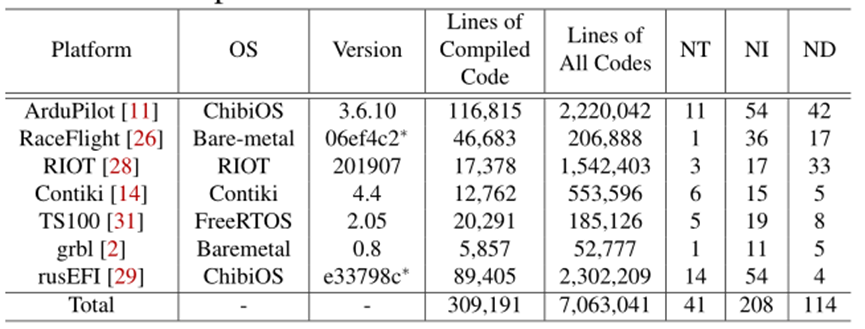 Platform OS Version Lines of Compiled Code Lines of All Codes NT NI ND
ArduPilot [11] ChibiOS 3.6.10 116,815 2,220,042 11 54 42
RaceFlight [26] Bare-metal 06ef4c2* 46,683 206,888 1 36 17
RIOT [28] RIOT 201907 17,378 1,542,403 3 17 33
Contiki [14] Contiki 4.4 12,762 553,596 6 15 5
TS100 [31] FreeRTOS 2.05 20,291 185,126 5 19 8
grbl [2] Baremetal 0.8 5,857 52,777 1 11 5
rusEFI [29] ChibiOS e33798c* 89,405 2,302,209 14 54 4
Total - - 309,191 7,063,041 41 208 114